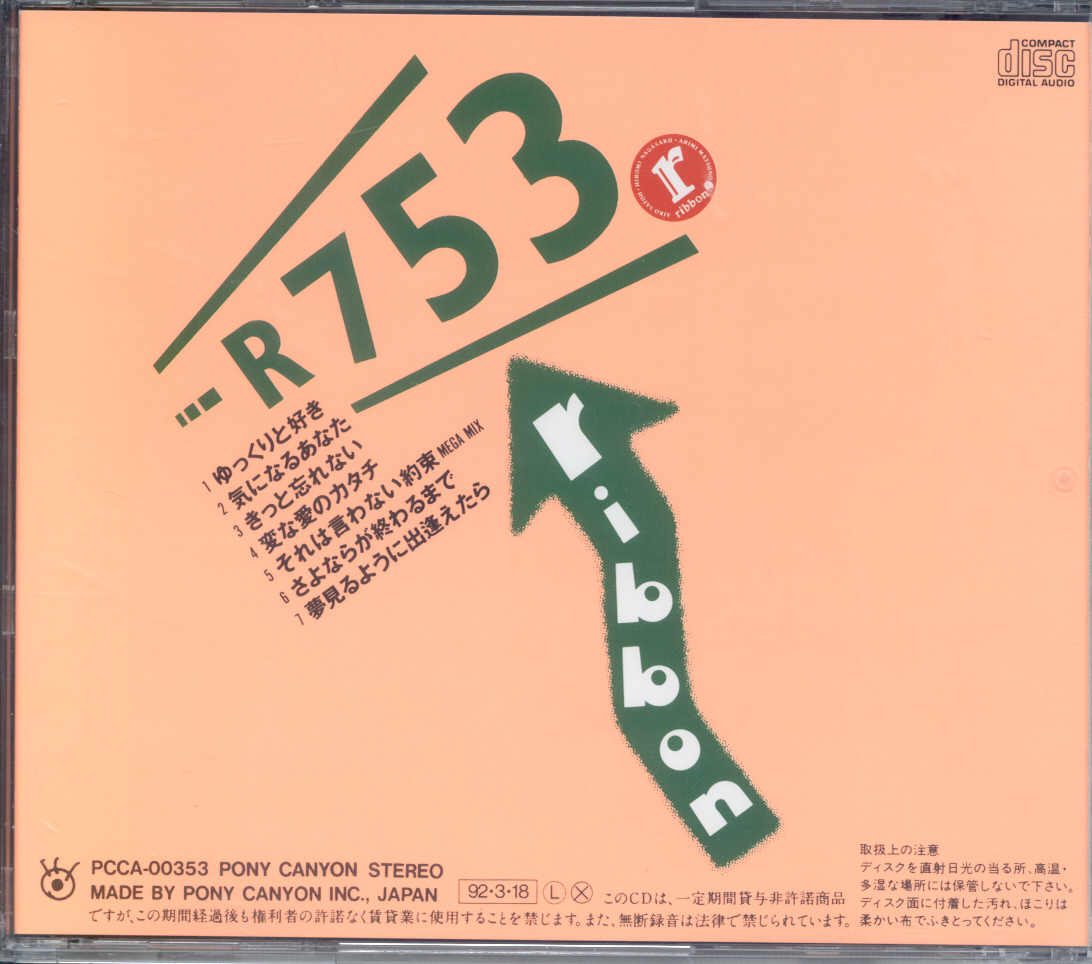 COMPACT
disc
DIGITAL AUDIO
R753
HIROMI NAGASAKU・ARIMI MATSUNO・AIKO SATOH・
r
ribbon
ribbon
1 ゆっくりと好き
2 気になるあなた
3 きっと忘れない
4 変な愛のカタチ
5 それは言わない約束 MEGA MIX
6 さよならが終わるまで
7 夢見るように出逢えたら
PCCA-00353 PONY CANYON STEREO
MADE BY PONY CANYON INC., JAPAN
92・3・18 L X このCDは、一定期間貸与非許諾商品
ですが、この期間経過後も権利者の許諾なく賃貸業に使用することを禁じます。また、無断録音は法律で禁じられています。
取扱上の注意
ディスクを直射日光の当る所、高温・
多湿な場所には保管しないで下さい。
ディスク面に付着した汚れ、ほこりは
柔かい布でふきとってください。